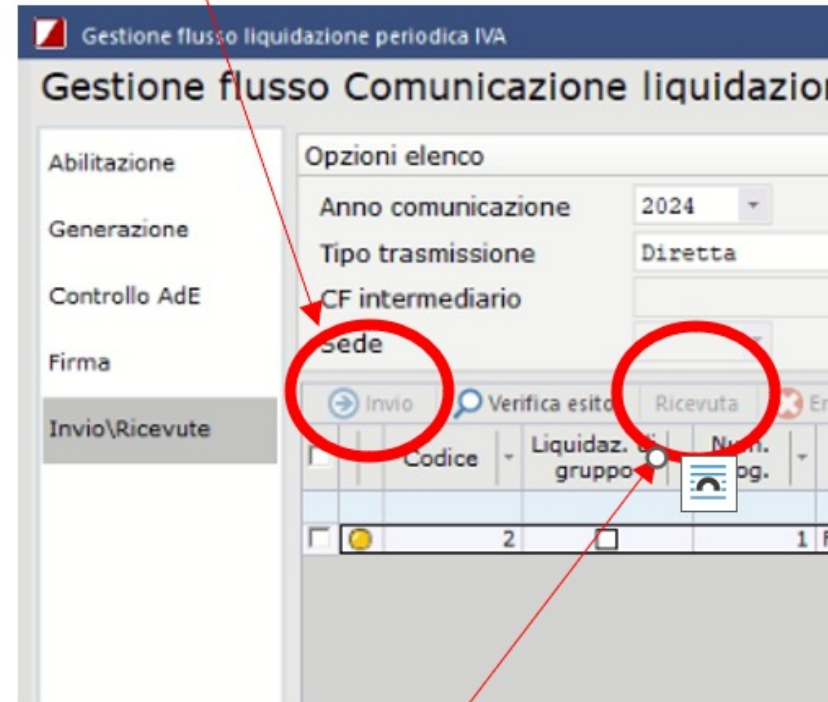 Gestione flusso liquidazione periodica IVA
Gestione flusso Comunicazione
Abilitazione
Generazione
Controllo AdE
Firma
Invio\Ricevute
Opzioni elenco
Anno comunicazione 2024
Tipo trasmissione Diretta
CF intermediario
Sede
Invio Verifica esito Ricevuta
Codice Liquidaz. di gruppo Num.
2 1